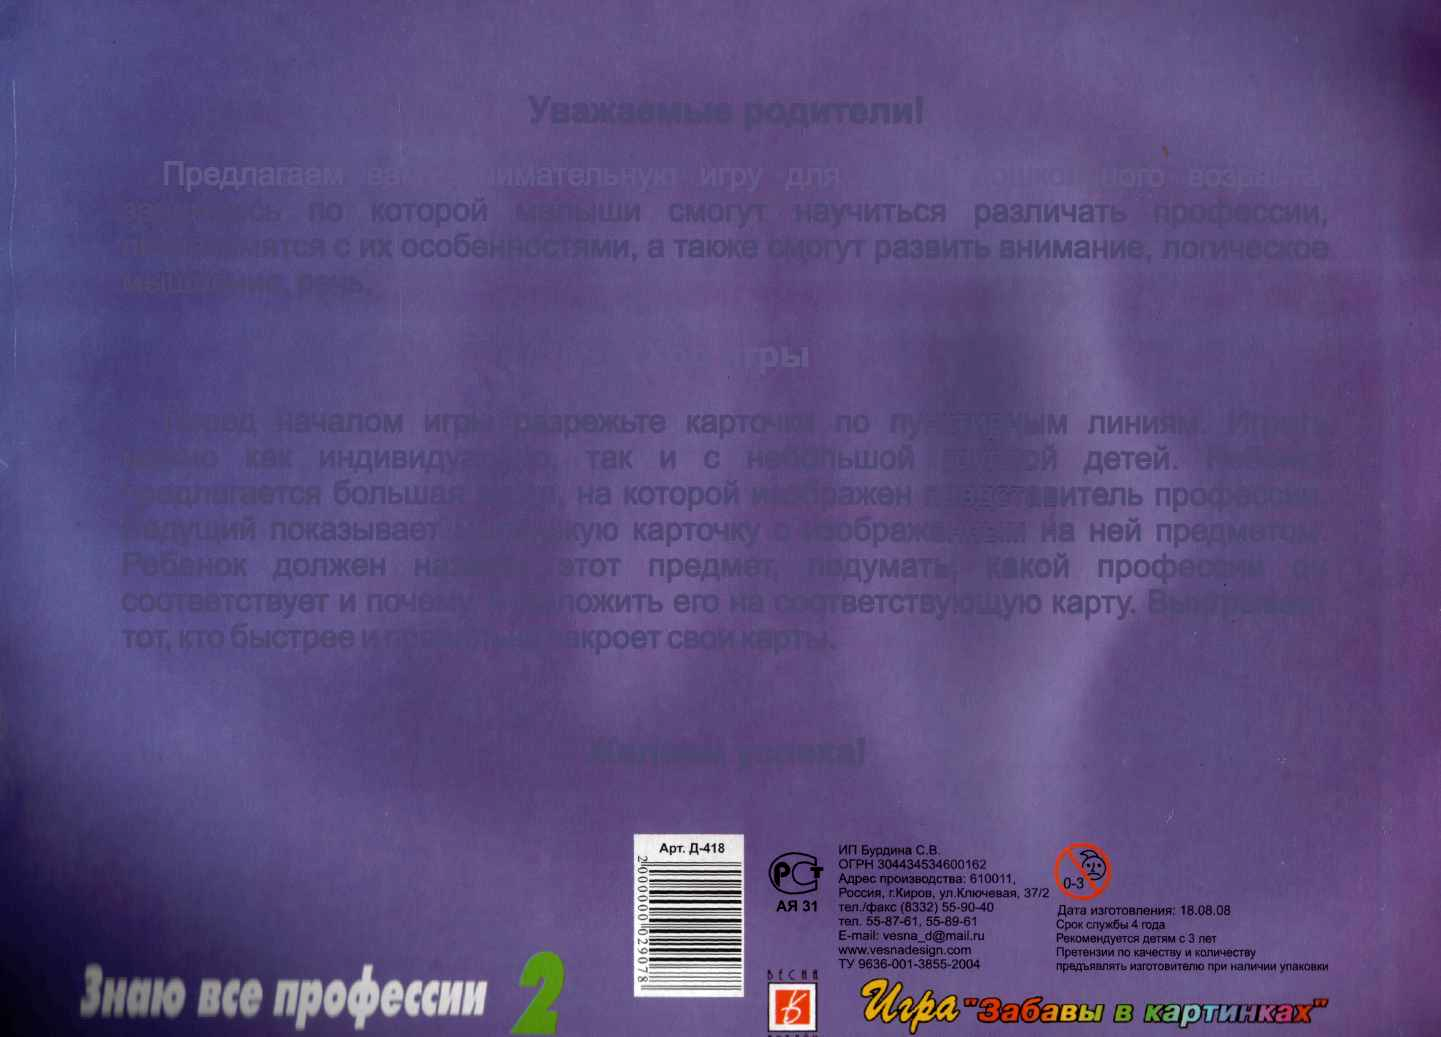 Уважаемые родители!
Предлагаем вам занимательную игру для детей дошкольного возраста,
занимаясь по которой малыши смогут научиться различать профессии,
познакомятся с их особенностями, а также смогут развить внимание, логическое
мышление, речь.
Ход игры
Перед началом игры разрежьте карточки по пунктирным линиям. Играть
можно как индивидуально, так и с небольшой группой детей. Ребенку
предлагается большая карта, на которой изображен представитель профессии.
Ведущий показывает маленькую карточку с изображенным на ней предметом.
Ребенок должен назвать этот предмет, подумать, какой профессии он
соответствует и почему, и положить его на соответствующую карту. Выигрывает
тот, кто быстрее и правильно закроет свои карты.
Желаем успеха!
Арт. Д-418
2000000029078
РСТ
АЯ 31
ИП Бурдина С.В.
ОГРН 304434534600162
Адрес производства: 610011,
Россия, г.Киров, ул.Ключевая, 37/2
тел./факс (8332) 55-90-40
тел. 55-87-61, 55-89-61
E-mail: vesna_d@mail.ru
www.vesnadesign.com
ТУ 9636-001-3855-2004
0-3
Дата изготовления: 18.08.08
Срок службы 4 года
Рекомендуется детям с 3 лет
Претензии по качеству и количеству
предъявлять изготовителю при наличии упаковки
Знаю все профессии 2
ВЕСНА
Игра "Забавы в картинках"